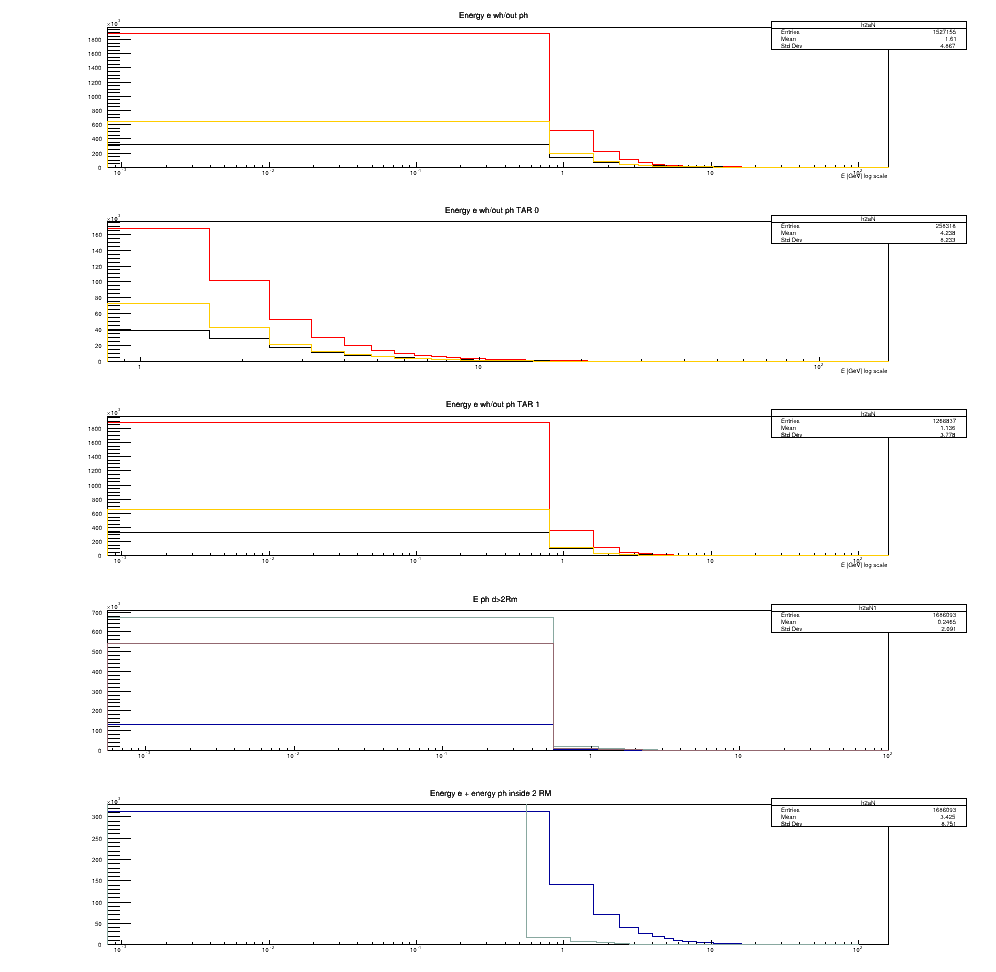 Energy e wh/out ph
×10³
h2aN
Entries 1527155
Mean 1.61
Std Dev 4.867
1800
1600
1400
1200
1000
800
600
400
200
0
10⁻³ 10⁻² 10⁻¹ 1 10 10²
E [GeV] log scale
Energy e wh/out ph TAR 0
×10³
h2aN
Entries 258318
Mean 4.238
Std Dev 8.233
160
140
120
100
80
60
40
20
0
1 10 10²
E [GeV] log scale
Energy e wh/out ph TAR 1
×10³
h2aN
Entries 1268837
Mean 1.136
Std Dev 3.778
1800
1600
1400
1200
1000
800
600
400
200
0
10⁻³ 10⁻² 10⁻¹ 1 10 10²
E [GeV] log scale
E ph d>2Rm
×10³
h2aN1
Entries 1686093
Mean 0.2465
Std Dev 2.091
700
600
500
400
300
200
100
0
10⁻³ 10⁻² 10⁻¹ 1 10 10²
Energy e + energy ph inside 2 RM
×10³
h2aN
Entries 1686093
Mean 3.425
Std Dev 8.751
300
250
200
150
100
50
0
10⁻³ 10⁻² 10⁻¹ 1 10 10²